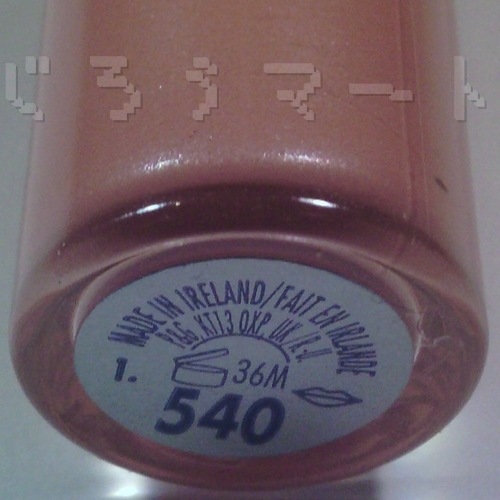 じろうマート
MADE IN IRELAND/FAIT EN IRLANDE
P&G KT13 0XP, UK/R-U
1. 36M
540